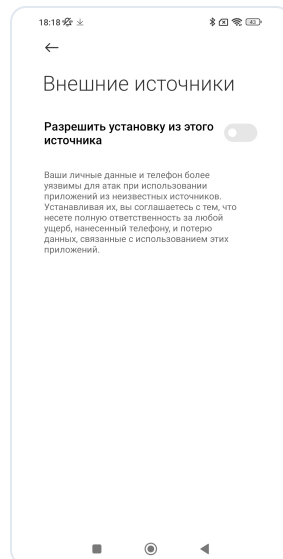 18:18
43
Внешние источники
Разрешить установку из этого
источника
Ваши личные данные и телефон более
уязвимы для атак при использовании
приложений из неизвестных источников.
Устанавливая их, вы соглашаетесь с тем, что
несете полную ответственность за любой
ущерб, нанесенный телефону, и потерю
данных, связанные с использованием этих
приложений.